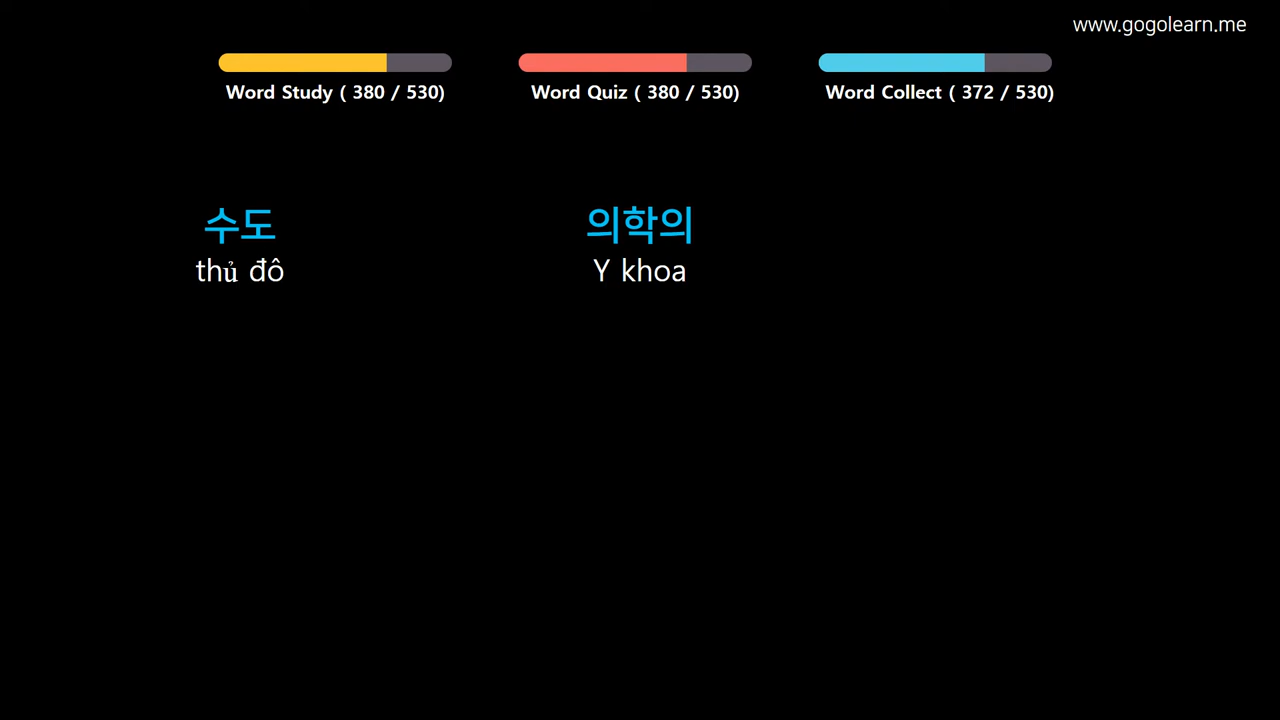 www.gogolearn.me
Word Study ( 380 / 530)
Word Quiz ( 380 / 530)
Word Collect ( 372 / 530)
수도
thủ đô
의학의
Y khoa